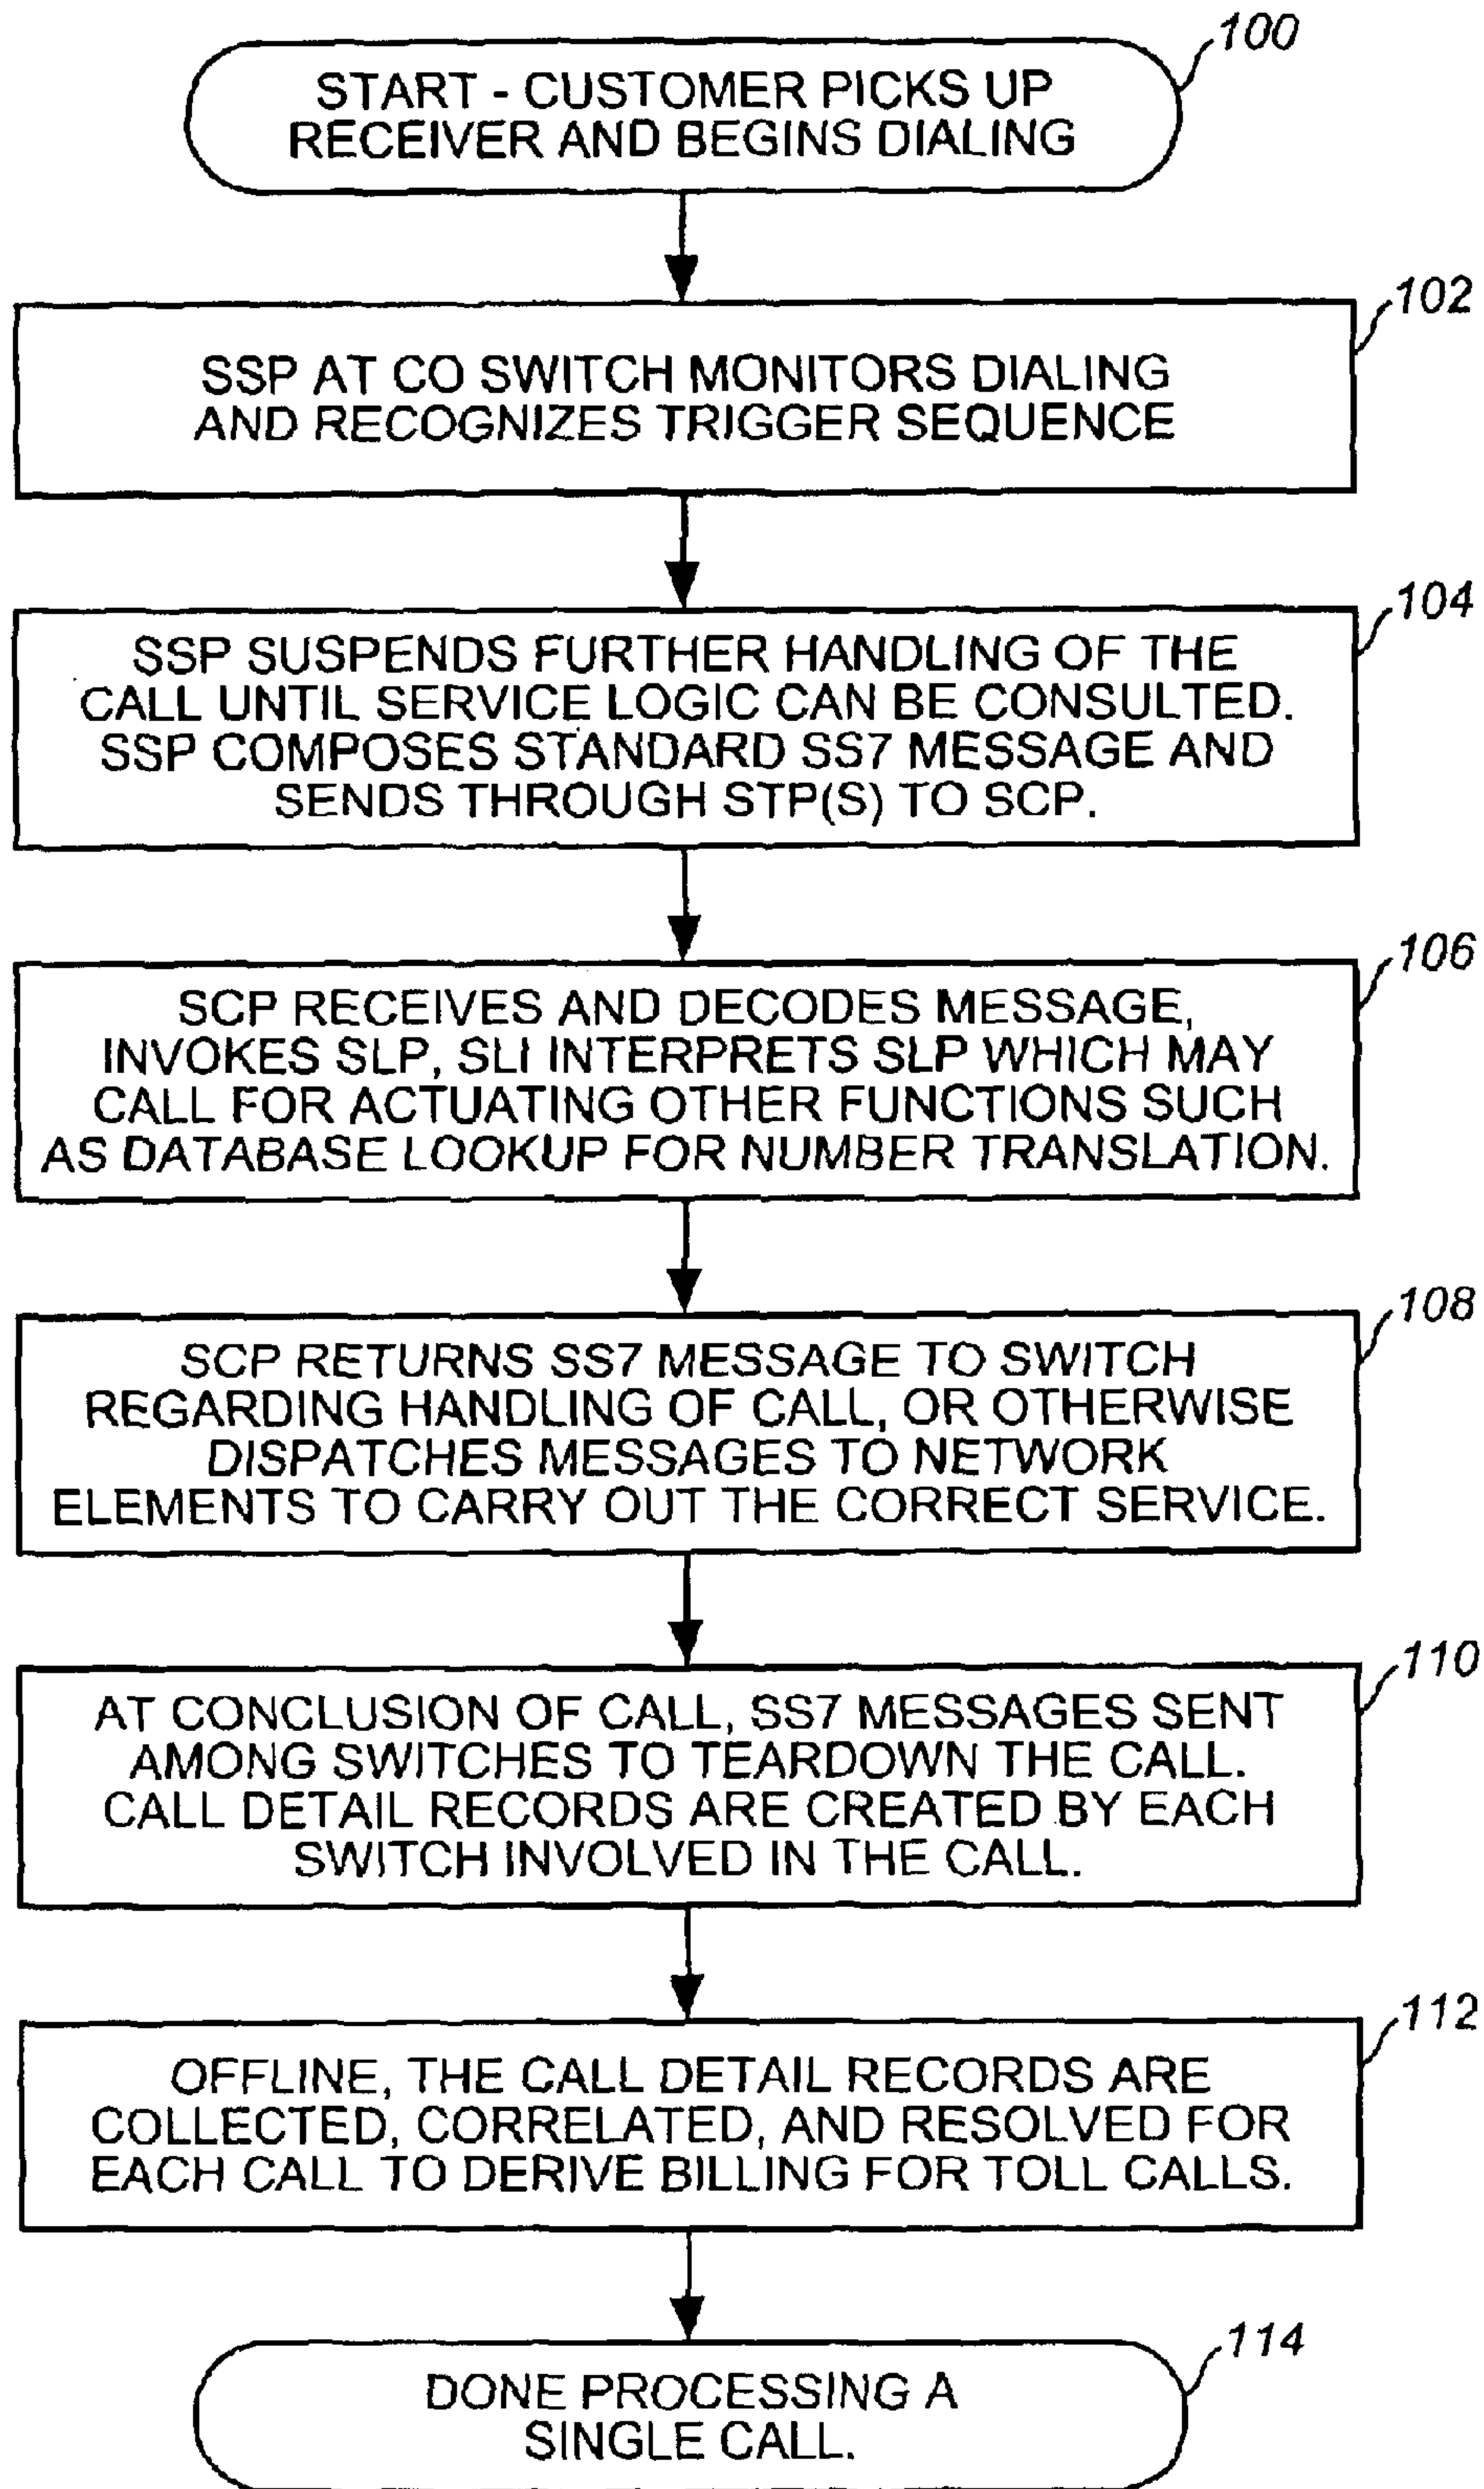 100
START - CUSTOMER PICKS UP
RECEIVER AND BEGINS DIALING
102
SSP AT CO SWITCH MONITORS DIALING
AND RECOGNIZES TRIGGER SEQUENCE
104
SSP SUSPENDS FURTHER HANDLING OF THE
CALL UNTIL SERVICE LOGIC CAN BE CONSULTED.
SSP COMPOSES STANDARD SS7 MESSAGE AND
SENDS THROUGH STP(S) TO SCP.
106
SCP RECEIVES AND DECODES MESSAGE,
INVOKES SLP, SLI INTERPRETS SLP WHICH MAY
CALL FOR ACTUATING OTHER FUNCTIONS SUCH
AS DATABASE LOOKUP FOR NUMBER TRANSLATION.
108
SCP RETURNS SS7 MESSAGE TO SWITCH
REGARDING HANDLING OF CALL, OR OTHERWISE
DISPATCHES MESSAGES TO NETWORK
ELEMENTS TO CARRY OUT THE CORRECT SERVICE.
110
AT CONCLUSION OF CALL, SS7 MESSAGES SENT
AMONG SWITCHES TO TEARDOWN THE CALL.
CALL DETAIL RECORDS ARE CREATED BY EACH
SWITCH INVOLVED IN THE CALL.
112
OFFLINE, THE CALL DETAIL RECORDS ARE
COLLECTED, CORRELATED, AND RESOLVED FOR
EACH CALL TO DERIVE BILLING FOR TOLL CALLS.
114
DONE PROCESSING A
SINGLE CALL.